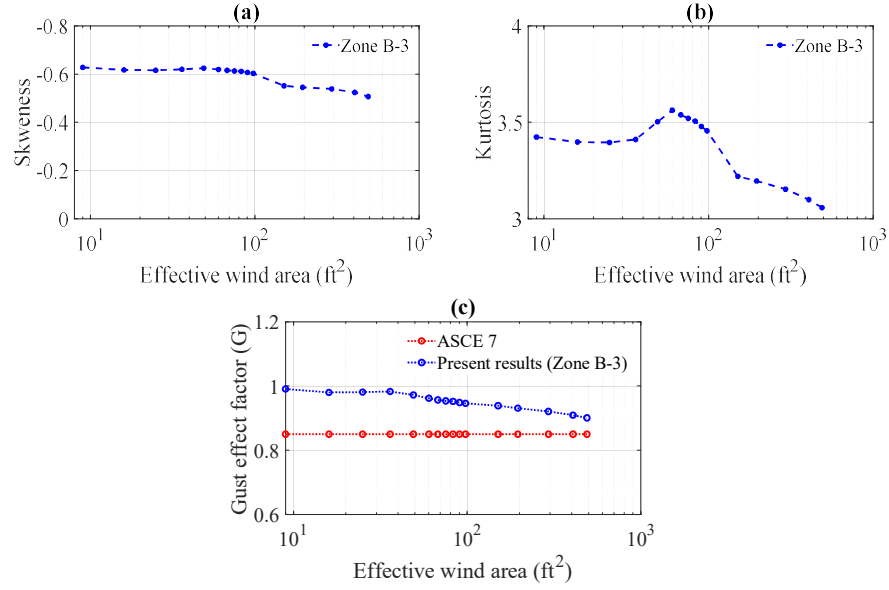 (a)
-0.8
-0.6
-0.4
-0.2
0
Skweness
Zone B-3
10^1
10^2
10^3
Effective wind area (ft^2)
(b)
4
3.5
3
Kurtosis
Zone B-3
10^1
10^2
10^3
Effective wind area (ft^2)
(c)
1.2
1
0.8
0.6
Gust effect factor (G)
ASCE 7
Present results (Zone B-3)
10^1
10^2
10^3
Effective wind area (ft^2)